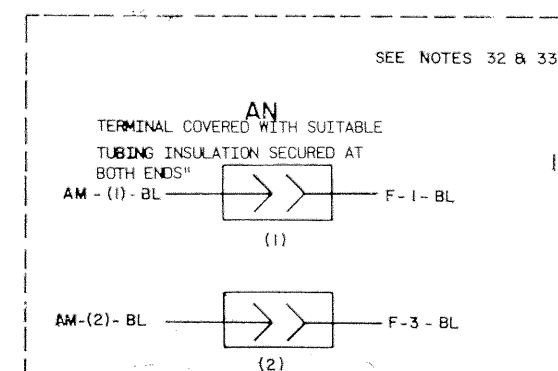 SEE NOTES 32 & 33
AN
TERMINAL COVERED WITH SUITABLE
TUBING INSULATION SECURED AT
BOTH ENDS"
AM-(1)-BL
F-1-BL
(1)
AM-(2)-BL
F-3-BL
(2)